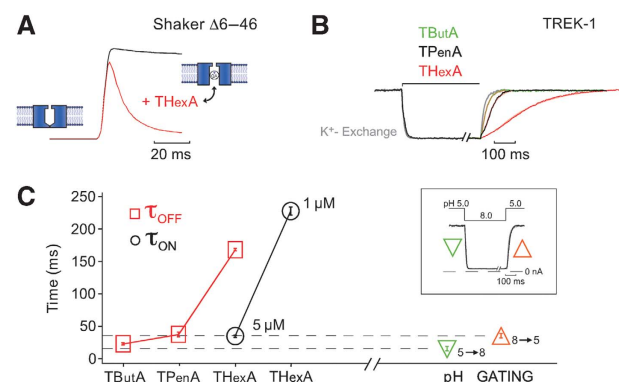 A
Shaker Δ6–46
+ THexA
20 ms
B
TREK-1
TButA
TPenA
THexA
K⁺- Exchange
100 ms
C
Time (ms)
250
200
150
100
50
0
τOFF
τON
1 µM
5 µM
TButA TPenA THexA THexA pH GATING
5→8
8→5
pH 5.0 5.0
8.0
0 nA
100 ms